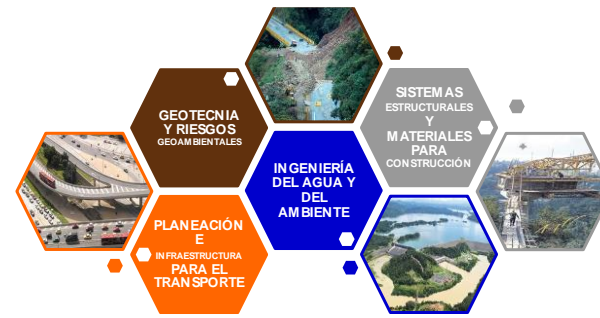 GEOTECNIA
Y RIESGOS
GEOAMBIENTALES
SISTEMAS
ESTRUCTURALES
Y
MATERIALES
PARA
CONSTRUCCIÓN
INGENIERÍA
DEL AGUA Y
DEL
AMBIENTE
PLANEACIÓN
E
INFRAESTRUCTURA
PARA EL
TRANSPORTE